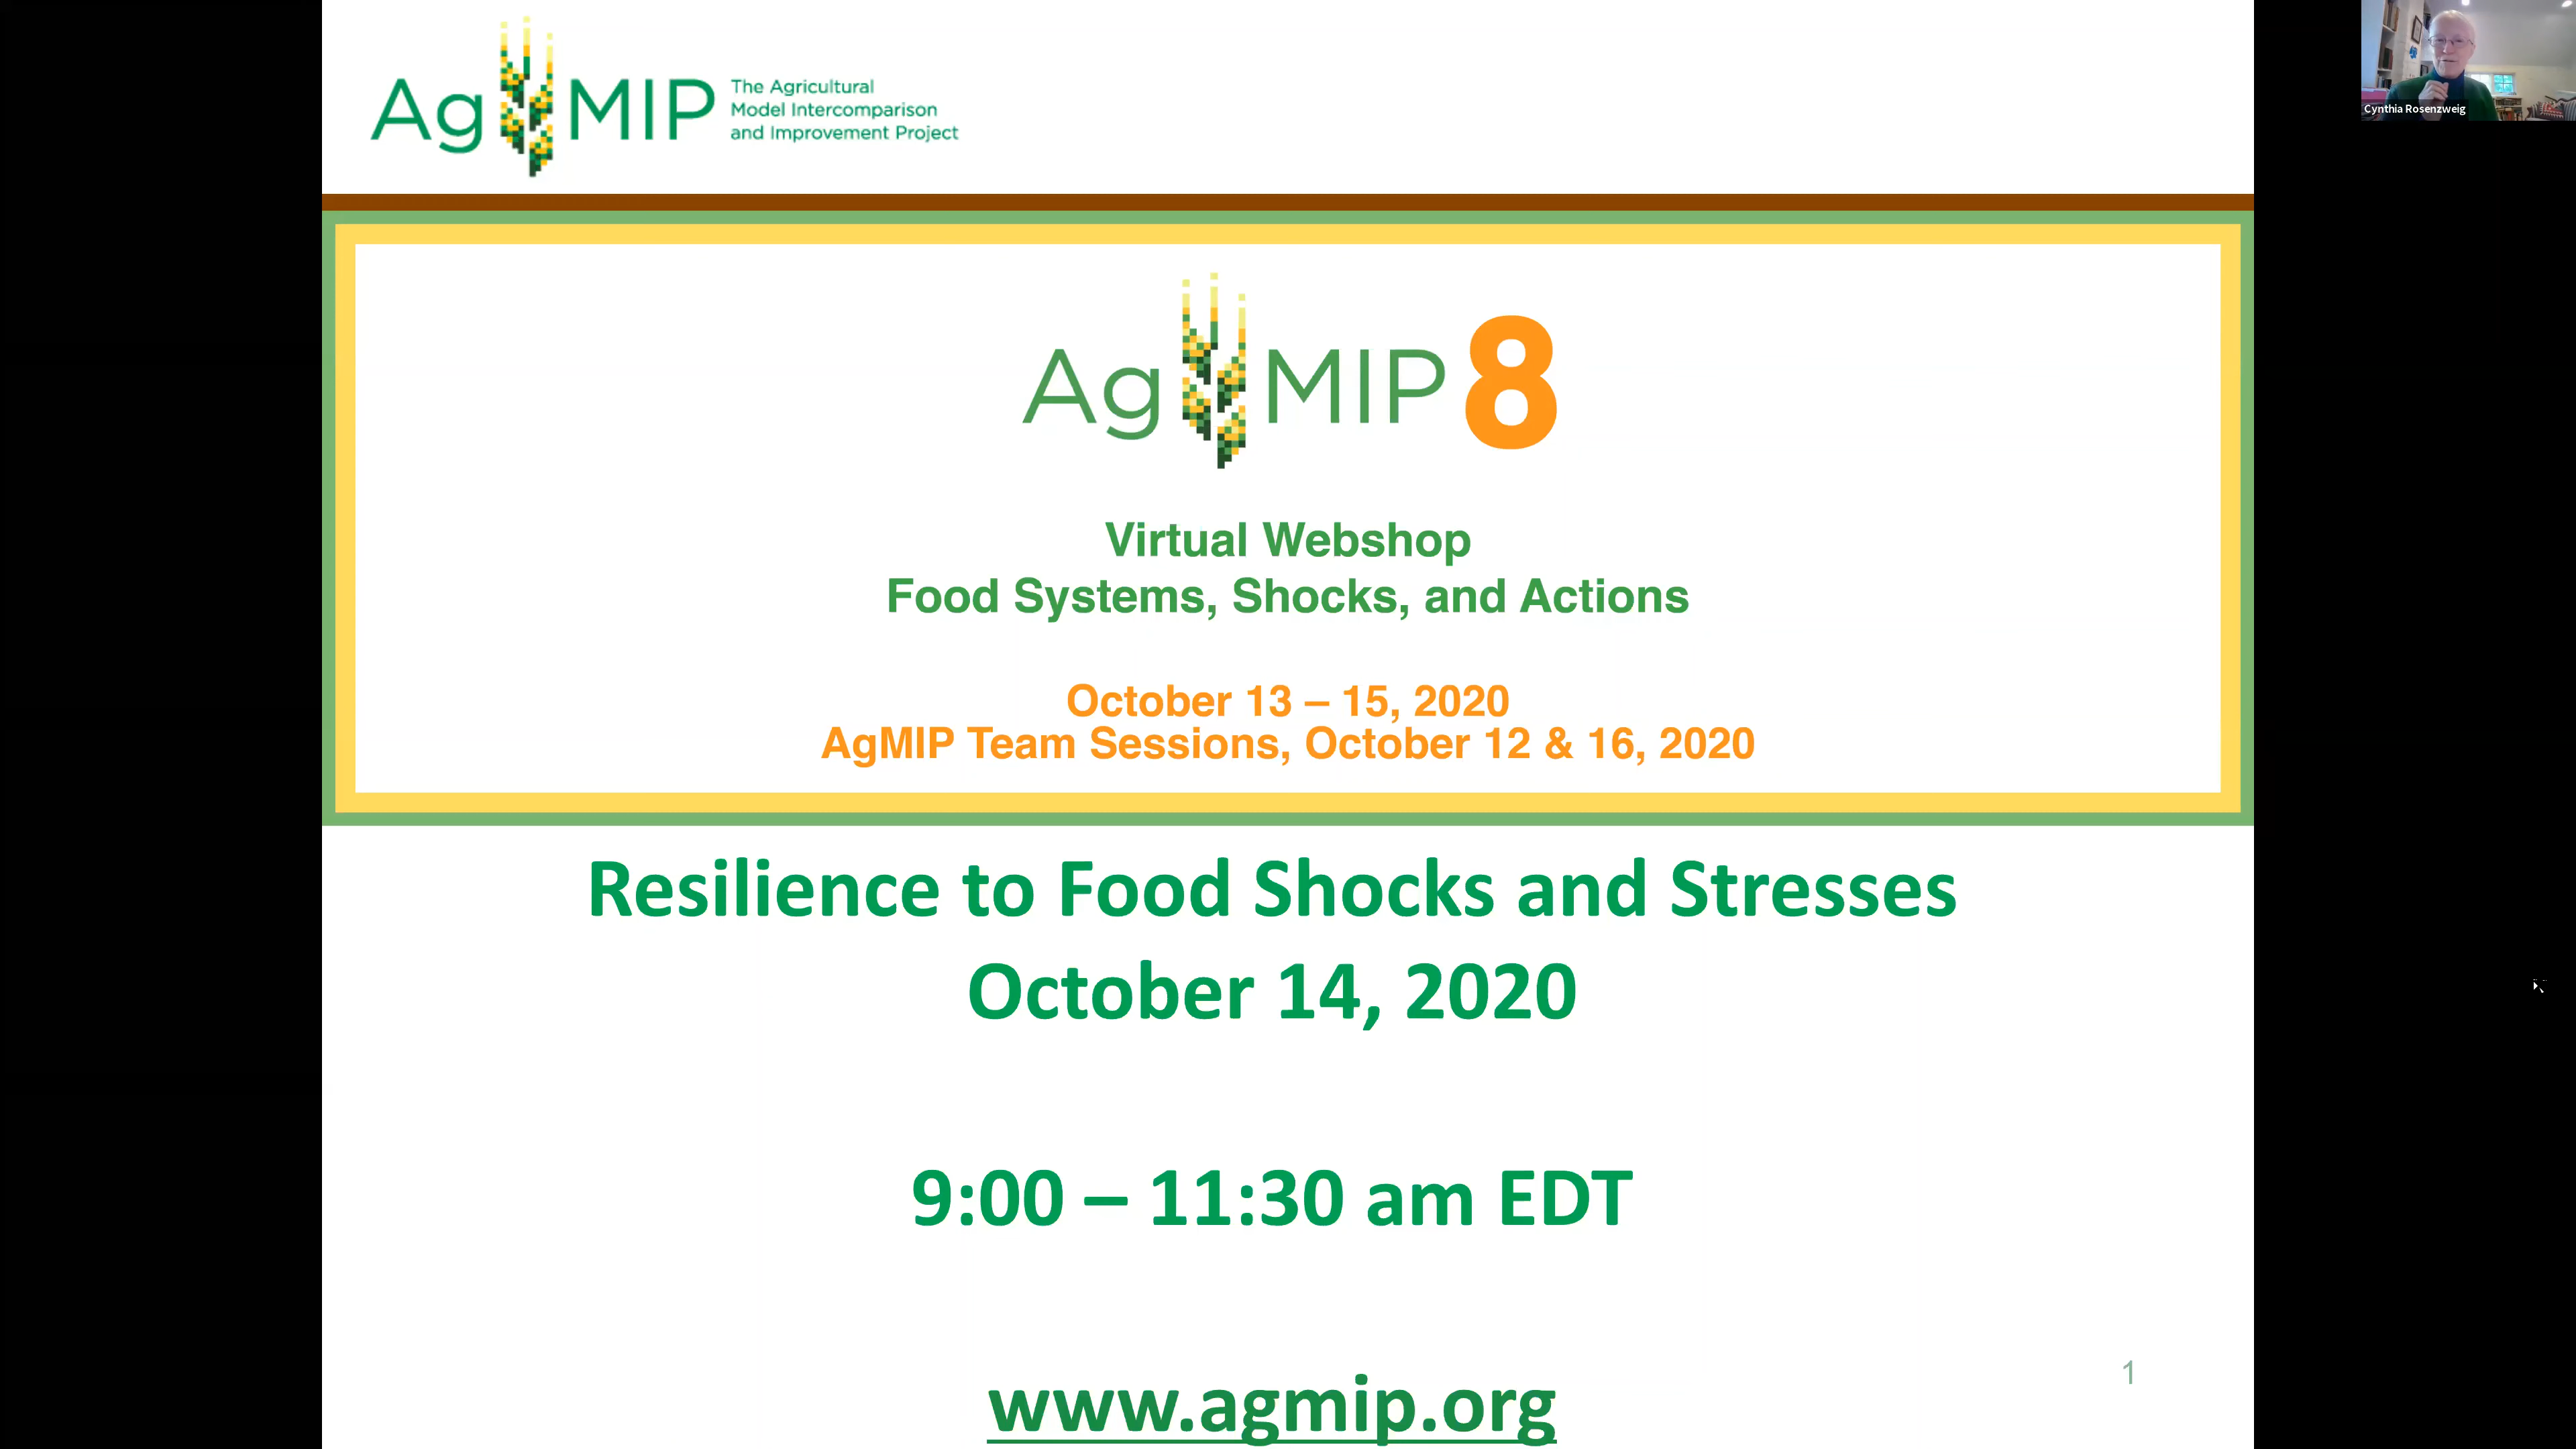 AgMIP
The Agricultural
Model Intercomparison
and Improvement Project
Cynthia Rosenzweig
AgMIP 8
Virtual Webshop
Food Systems, Shocks, and Actions
October 13 – 15, 2020
AgMIP Team Sessions, October 12 & 16, 2020
Resilience to Food Shocks and Stresses
October 14, 2020
9:00 – 11:30 am EDT
1
www.agmip.org